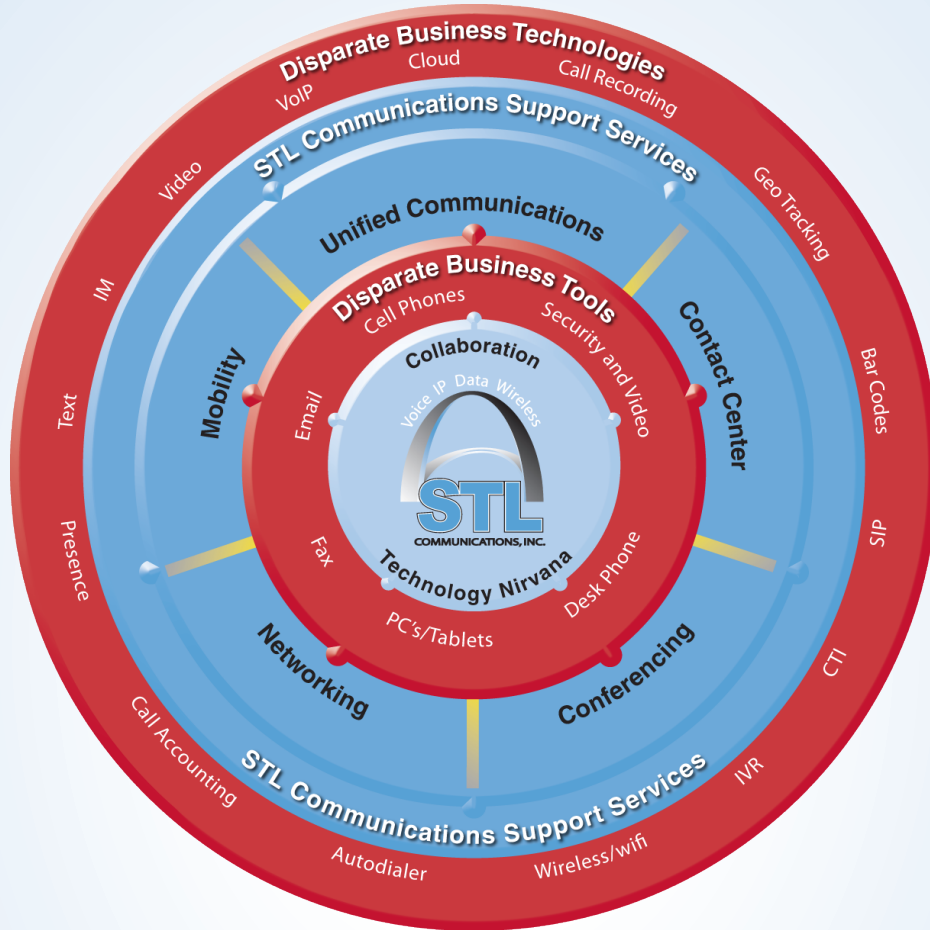 Disparate Business Technologies
Cloud
Call Recording
VoIP
Video
IM
Text
Presence
Call Accounting
Autodialer
Wireless/wifi
IVR
CTI
SIP
Bar Codes
Geo Tracking
STL Communications Support Services
Unified Communications
Contact Center
Conferencing
Networking
Mobility
STL Communications Support Services
Disparate Business Tools
Cell Phones
Security and Video
Desk Phone
PC's/Tablets
Fax
Email
Collaboration
Voice IP Data Wireless
STL
COMMUNICATIONS, INC.
Technology Nirvana